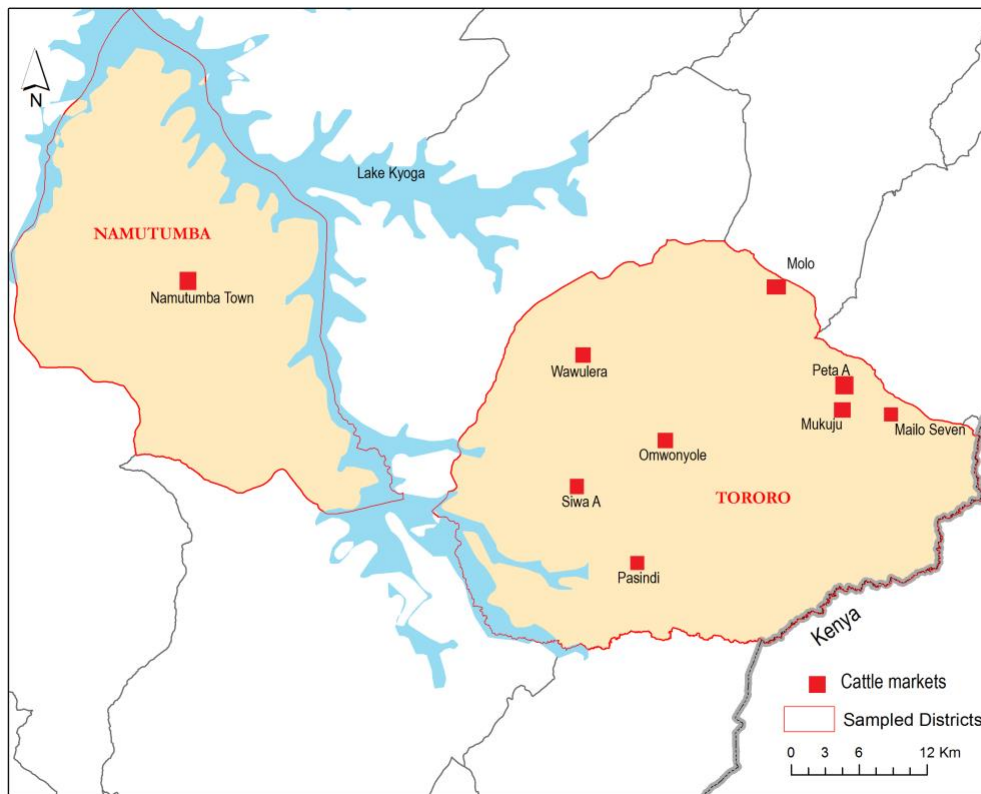 N
Lake Kyoga
NAMUTUMBA
Namutumba Town
Molo
Wawulera
Peta A
Mukuju
Mailo Seven
Omwonyole
Siwa A
TORORO
Pasindi
Kenya
Cattle markets
Sampled Districts
0 3 6 12 Km